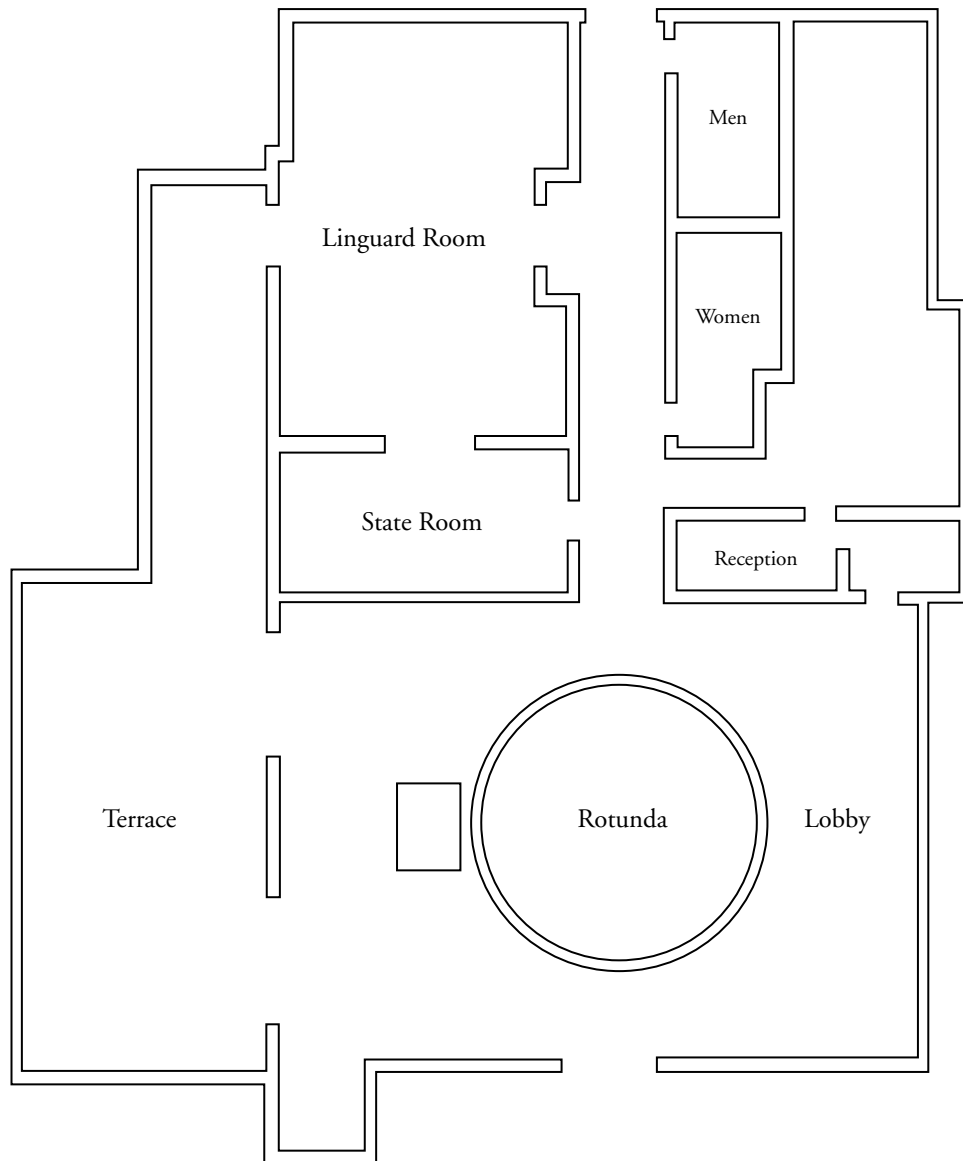 Men
Linguard Room
Women
State Room
Reception
Terrace
Rotunda
Lobby